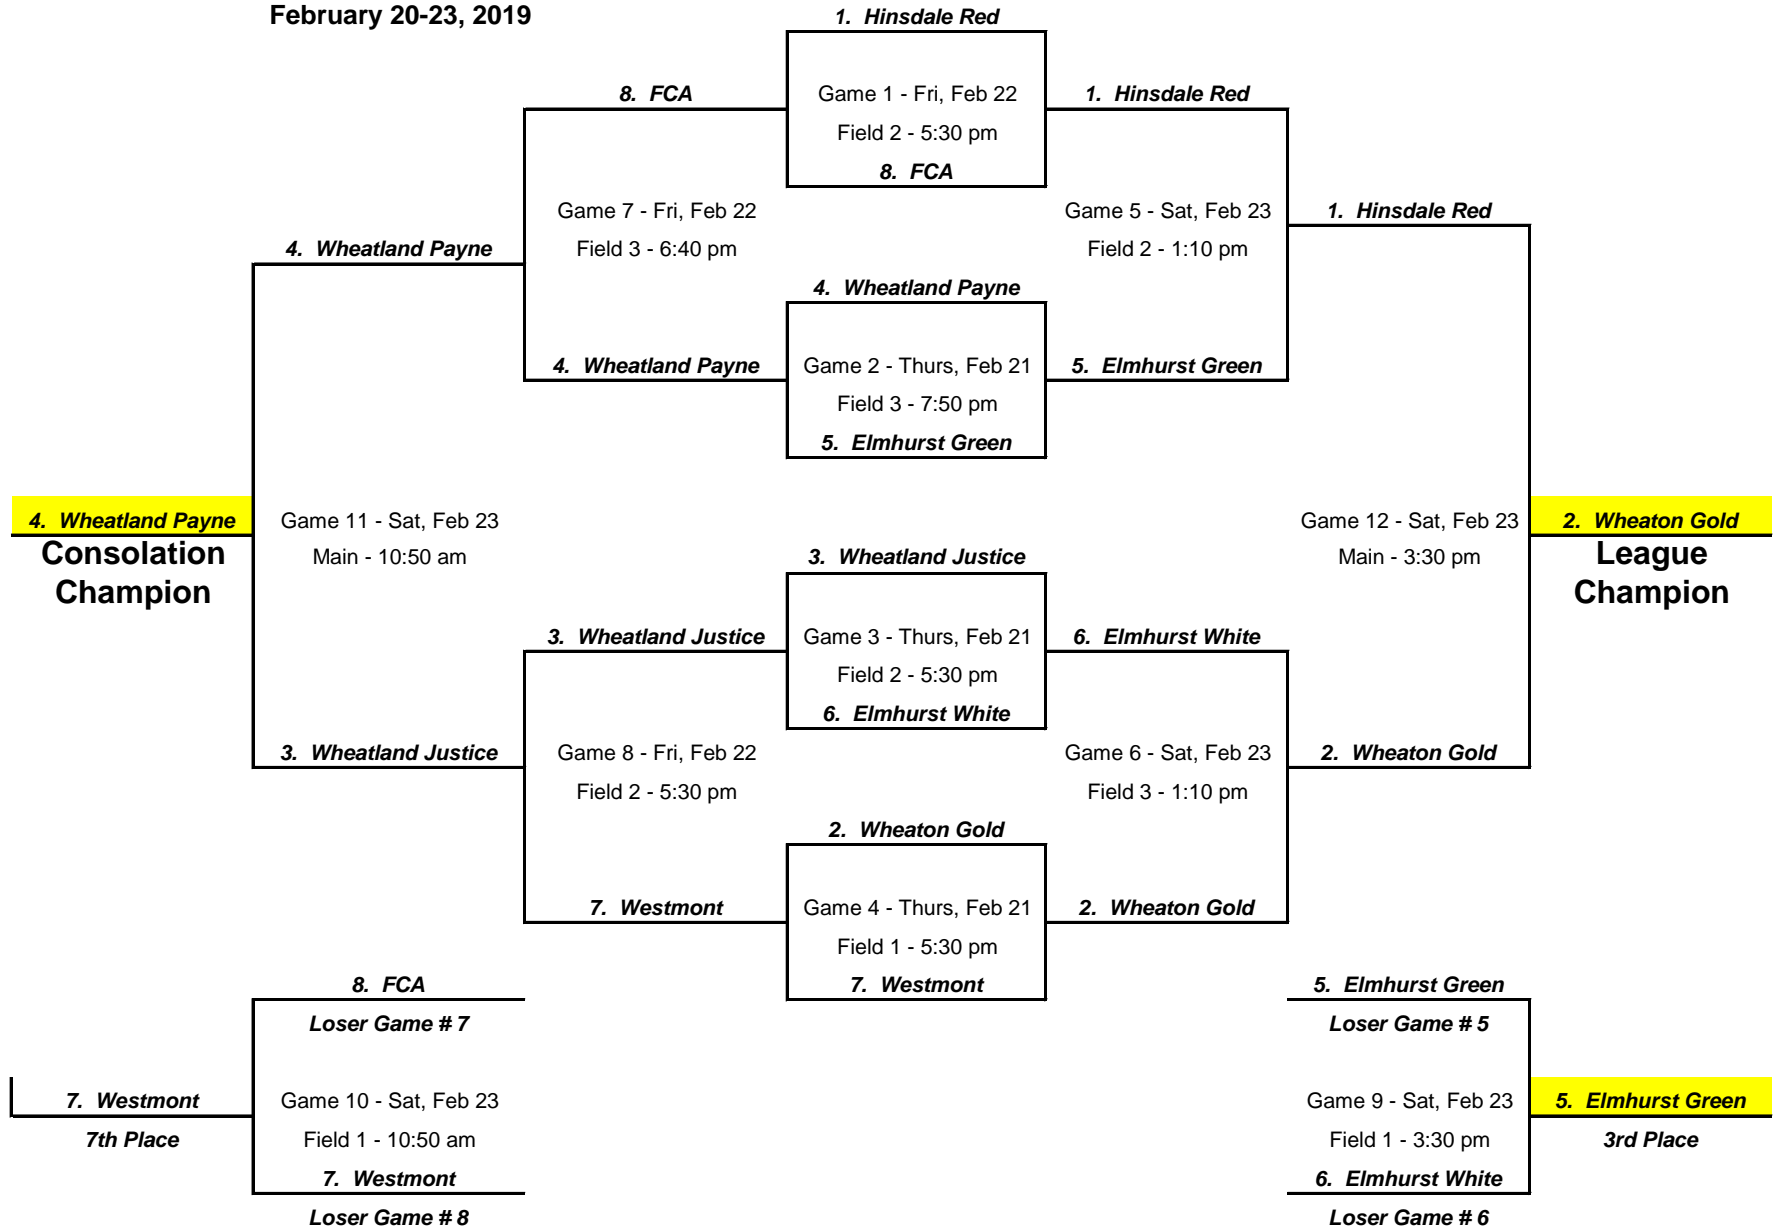 February 20-23, 2019
1. Hinsdale Red
8. FCA
Game 1 - Fri, Feb 22
1. Hinsdale Red
Field 2 - 5:30 pm
8. FCA
Game 7 - Fri, Feb 22
Game 5 - Sat, Feb 23
1. Hinsdale Red
4. Wheatland Payne
Field 3 - 6:40 pm
Field 2 - 1:10 pm
4. Wheatland Payne
4. Wheatland Payne
Game 2 - Thurs, Feb 21
5. Elmhurst Green
Field 3 - 7:50 pm
5. Elmhurst Green
4. Wheatland Payne
Game 11 - Sat, Feb 23
Game 12 - Sat, Feb 23
2. Wheaton Gold
Consolation
Champion
Main - 10:50 am
3. Wheatland Justice
Main - 3:30 pm
League
Champion
3. Wheatland Justice
Game 3 - Thurs, Feb 21
6. Elmhurst White
Field 2 - 5:30 pm
6. Elmhurst White
3. Wheatland Justice
Game 8 - Fri, Feb 22
Game 6 - Sat, Feb 23
2. Wheaton Gold
Field 2 - 5:30 pm
Field 3 - 1:10 pm
2. Wheaton Gold
7. Westmont
Game 4 - Thurs, Feb 21
2. Wheaton Gold
Field 1 - 5:30 pm
8. FCA
7. Westmont
5. Elmhurst Green
Loser Game # 7
Loser Game # 5
7. Westmont
Game 10 - Sat, Feb 23
Game 9 - Sat, Feb 23
5. Elmhurst Green
7th Place
Field 1 - 10:50 am
Field 1 - 3:30 pm
3rd Place
7. Westmont
6. Elmhurst White
Loser Game # 8
Loser Game # 6